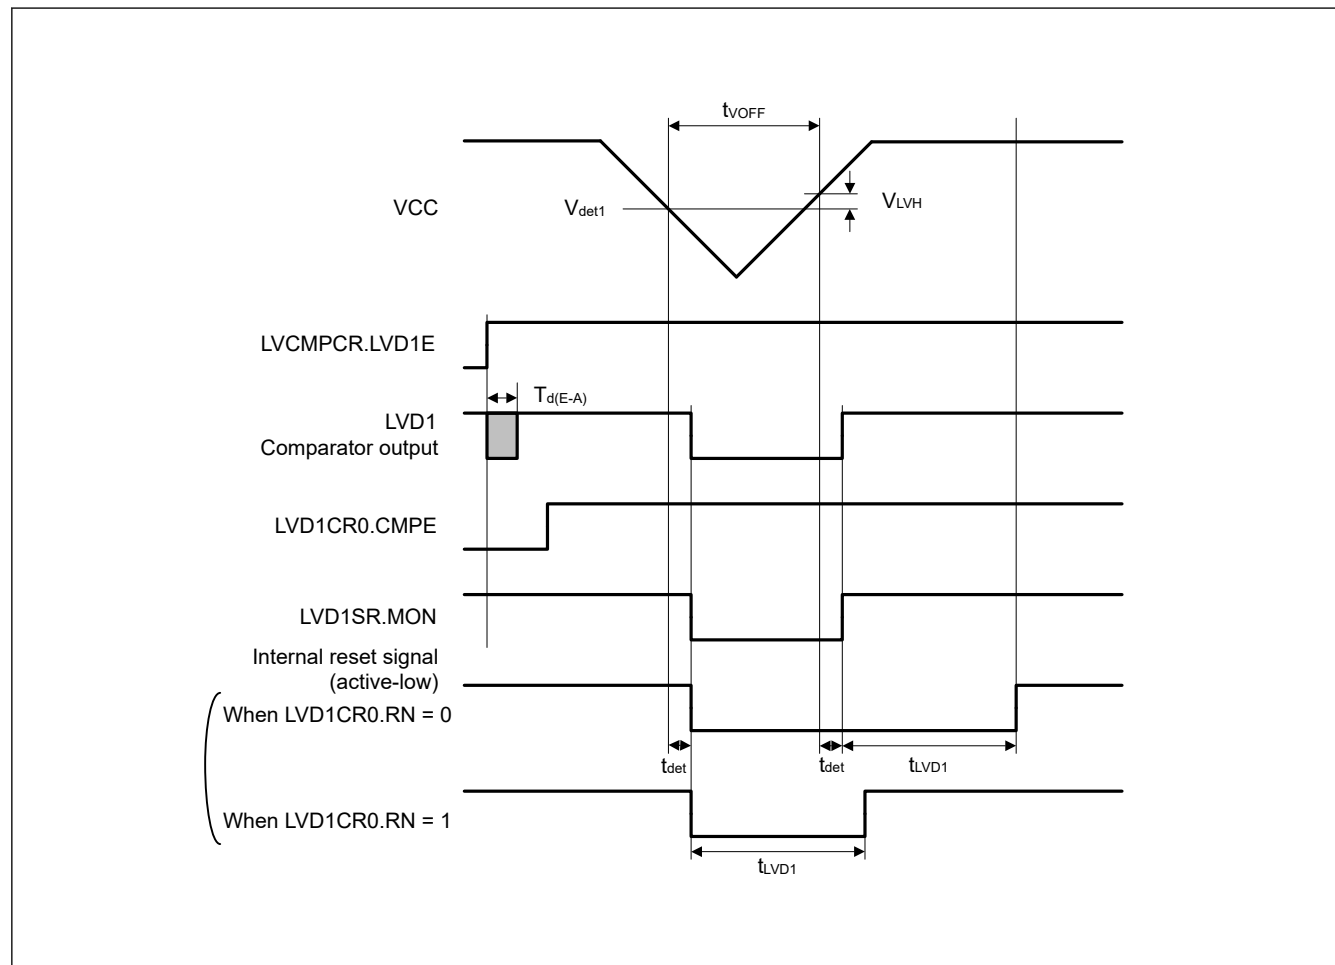 tVOFF
VCC
Vdet1
VLVH
LVCMPCR.LVD1E
Td(E-A)
LVD1
Comparator output
LVD1CR0.CMPE
LVD1SR.MON
Internal reset signal
(active-low)
When LVD1CR0.RN = 0
tdet
tdet
tLVD1
When LVD1CR0.RN = 1
tLVD1